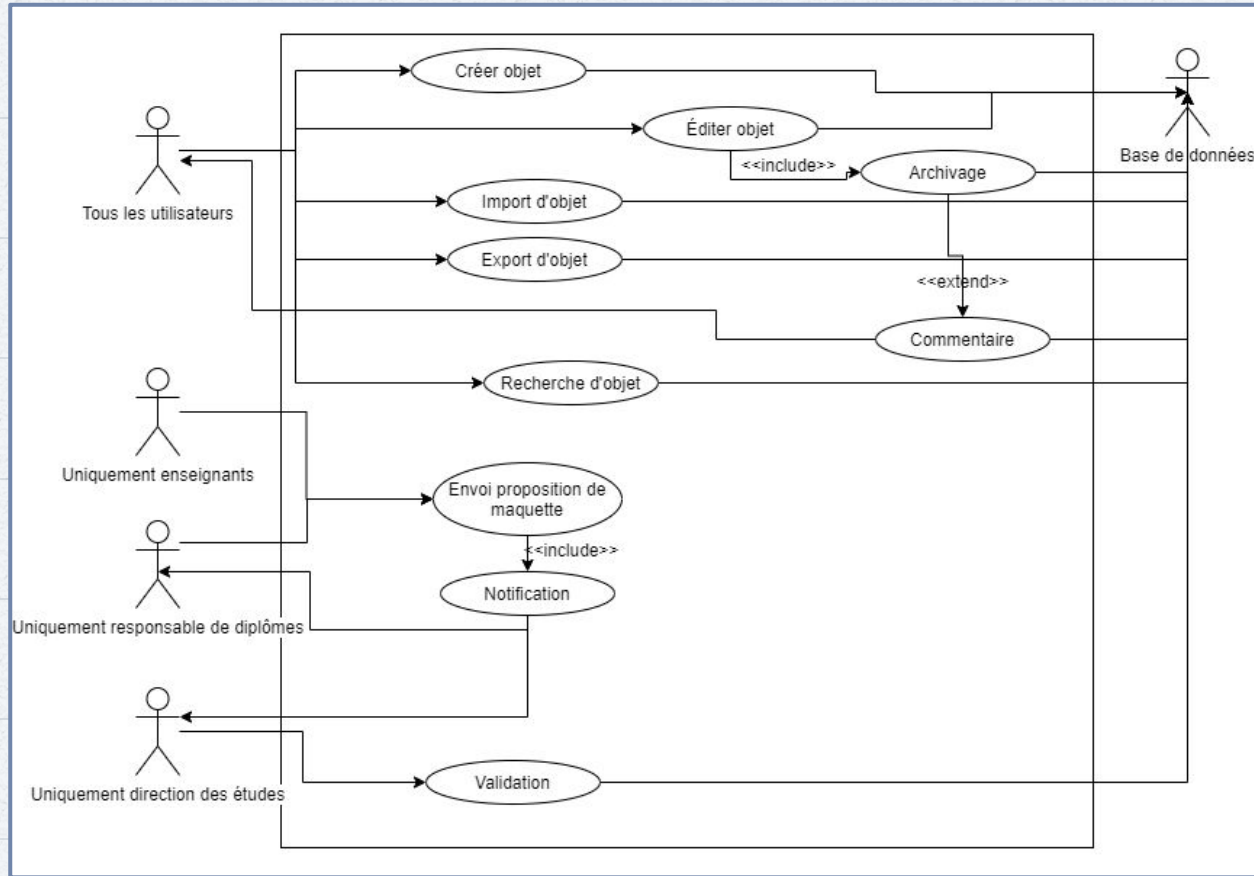 Créer objet
Éditer objet
Base de données
<<include>>
Archivage
Tous les utilisateurs
Import d'objet
Export d'objet
<<extend>>
Commentaire
Recherche d'objet
Uniquement enseignants
Envoi proposition de
maquette
<<include>>
Notification
Uniquement responsable de diplômes
Validation
Uniquement direction des études